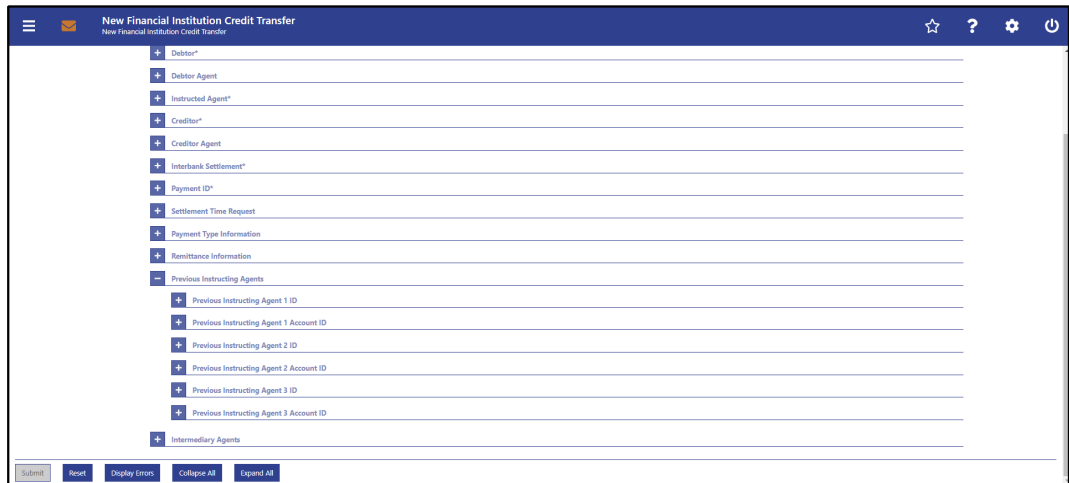 New Financial Institution Credit Transfer
New Financial Institution Credit Transfer
Debtor*
Debtor Agent
Instructed Agent*
Creditor*
Creditor Agent
Interbank Settlement*
Payment ID*
Settlement Time Request
Payment Type Information
Remittance Information
Previous Instructing Agents
Previous Instructing Agent 1 ID
Previous Instructing Agent 1 Account ID
Previous Instructing Agent 2 ID
Previous Instructing Agent 2 Account ID
Previous Instructing Agent 3 ID
Previous Instructing Agent 3 Account ID
Intermediary Agents
Submit Reset Display Errors Collapse All Expand All